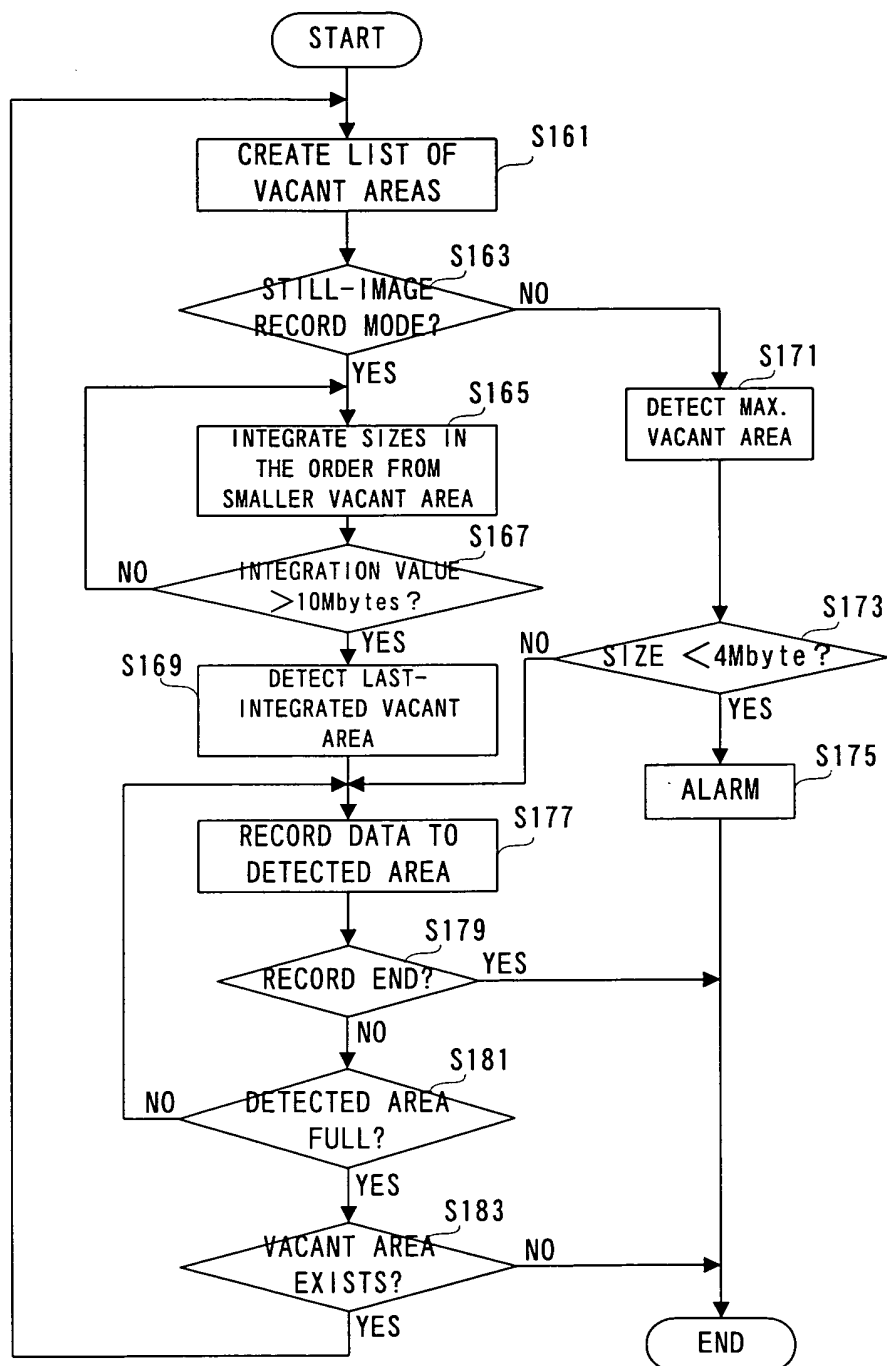 START
S161
CREATE LIST OF
VACANT AREAS
S163
STILL-IMAGE
RECORD MODE?
NO
YES
S171
DETECT MAX.
VACANT AREA
S165
INTEGRATE SIZES IN
THE ORDER FROM
SMALLER VACANT AREA
S167
INTEGRATION VALUE
>10Mbytes?
NO
YES
S173
SIZE <4Mbyte?
NO
YES
S169
DETECT LAST-
INTEGRATED VACANT
AREA
S175
ALARM
S177
RECORD DATA TO
DETECTED AREA
S179
RECORD END?
YES
NO
S181
DETECTED AREA
FULL?
NO
YES
S183
VACANT AREA
EXISTS?
NO
YES
END